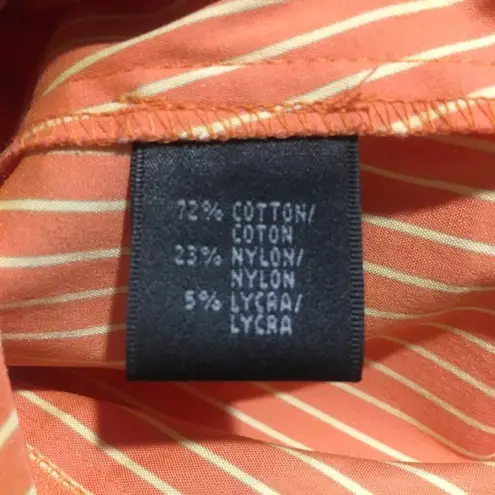 72% COTTON/
COTON
23% NYLON/
NYLON
5% LYCRA/
LYCRA